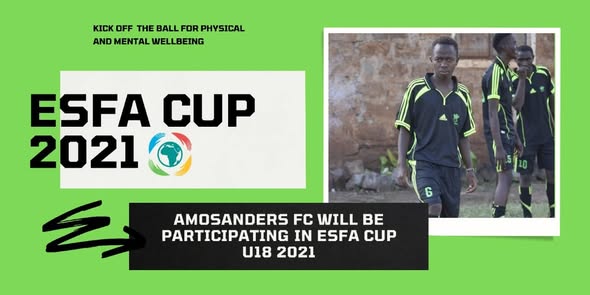 KICK OFF THE BALL FOR PHYSICAL
AND MENTAL WELLBEING
ESFA CUP
2021
AMOSANDERS FC WILL BE
PARTICIPATING IN ESFA CUP
U18 2021
6